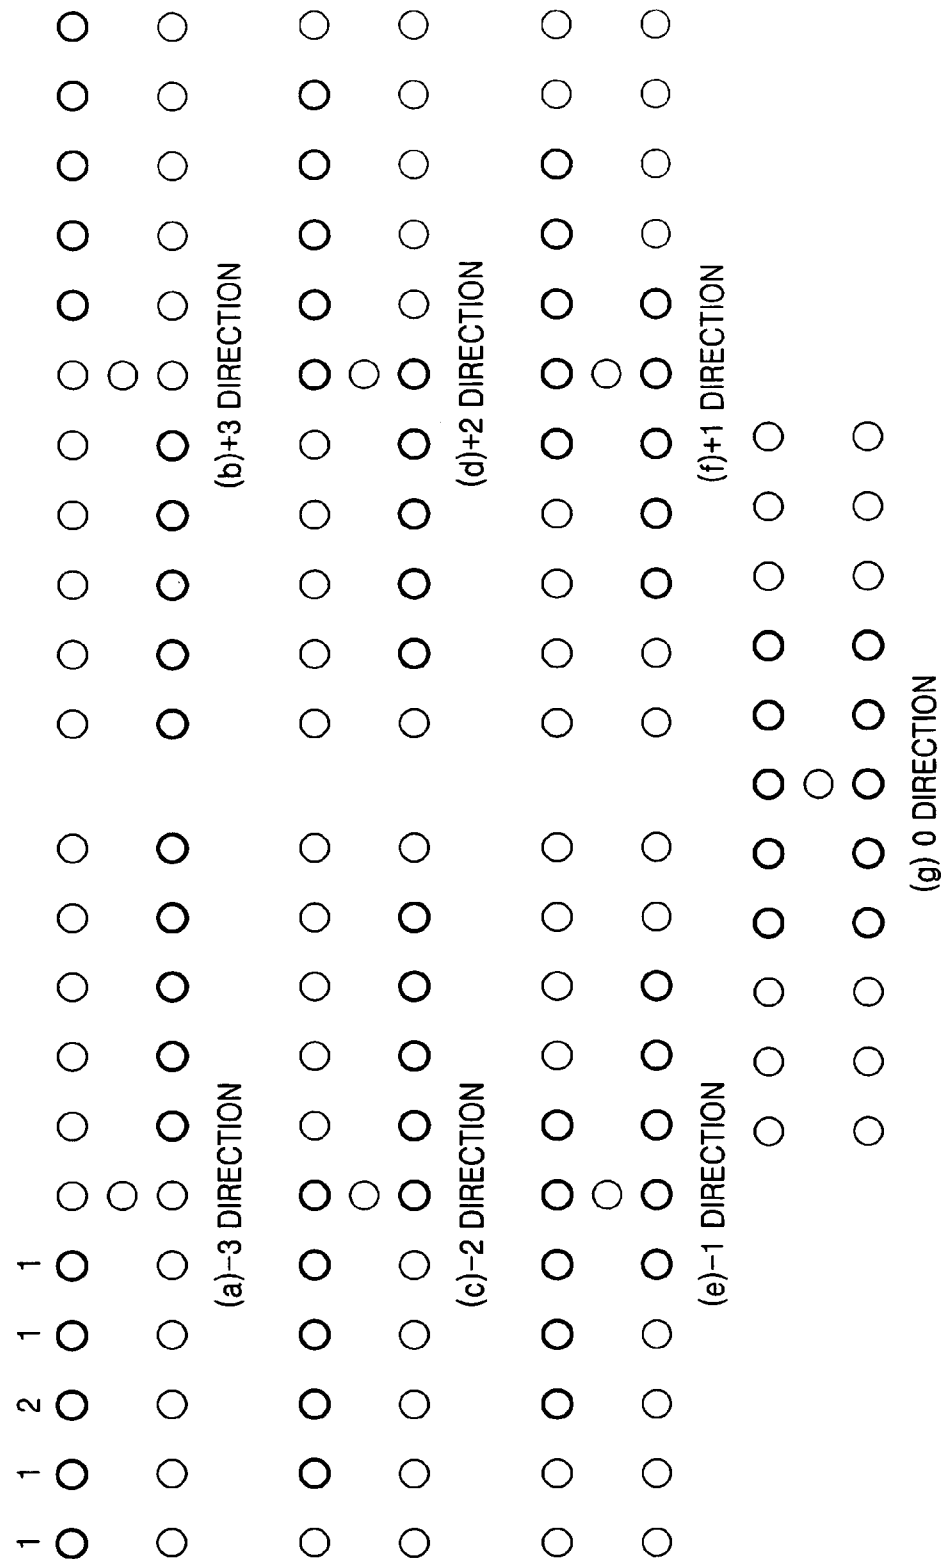 1 1 2 1 1
(a)-3 DIRECTION
(b)+3 DIRECTION
(c)-2 DIRECTION
(d)+2 DIRECTION
(e)-1 DIRECTION
(f)+1 DIRECTION
(g) 0 DIRECTION